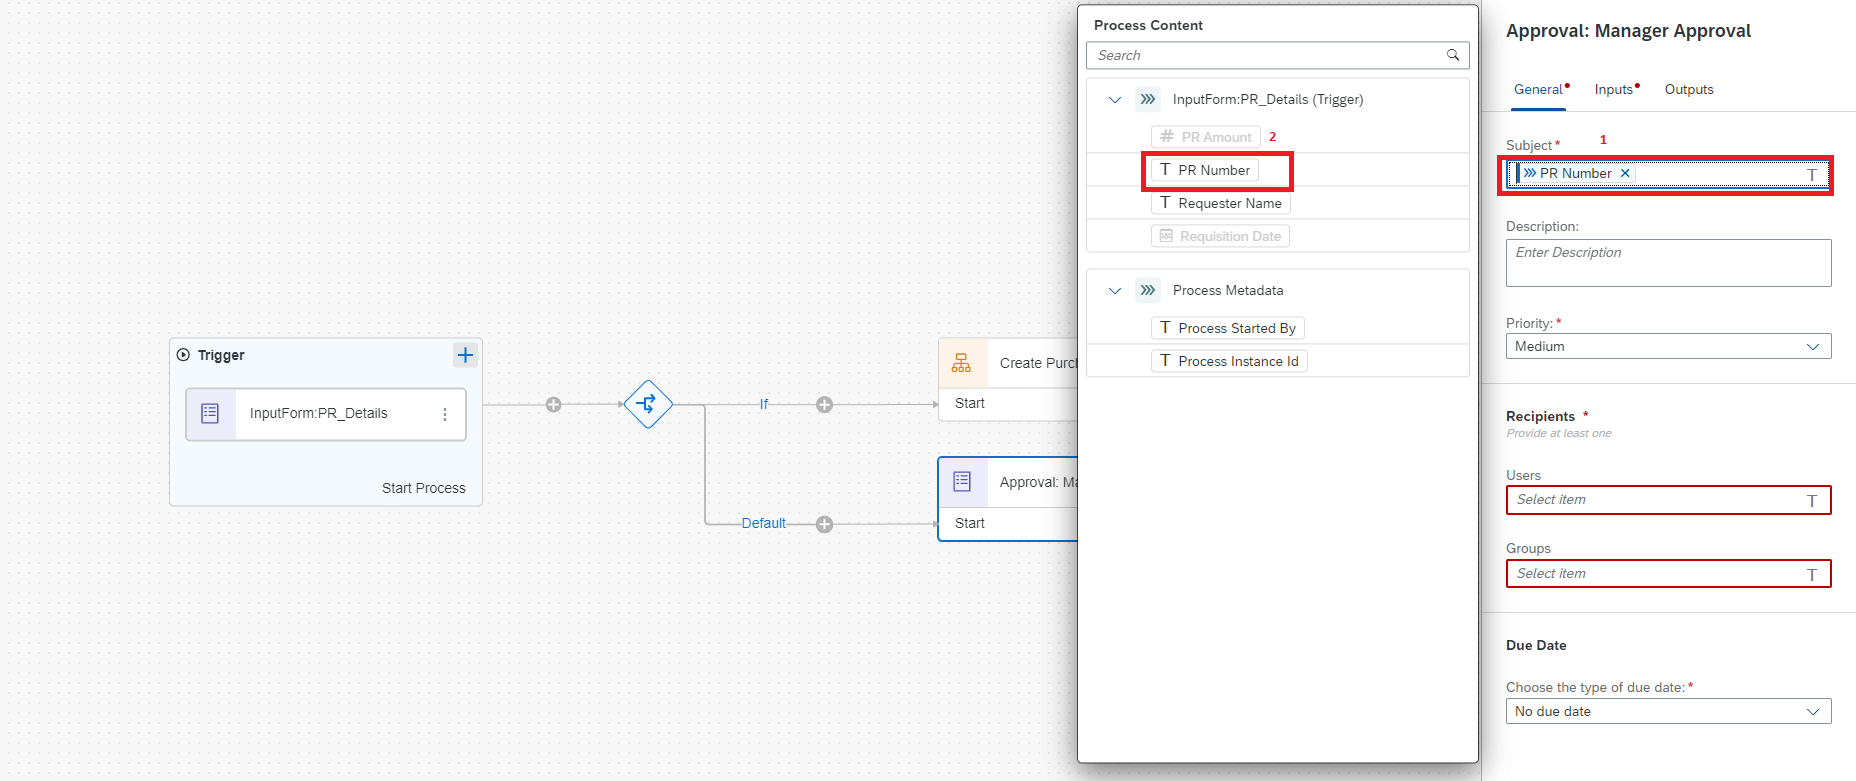 Trigger
InputForm:PR_Details
Start Process
If
Default
Create Purch
Start
Approval: Ma
Start
Process Content
Search
InputForm:PR_Details (Trigger)
# PR Amount 2
T PR Number
T Requester Name
Requisition Date
Process Metadata
T Process Started By
T Process Instance Id
Approval: Manager Approval
General Inputs Outputs
Subject* 1
PR Number × T
Description:
Enter Description
Priority: *
Medium
Recipients *
Provide at least one
Users
Select item T
Groups
Select item T
Due Date
Choose the type of due date: *
No due date